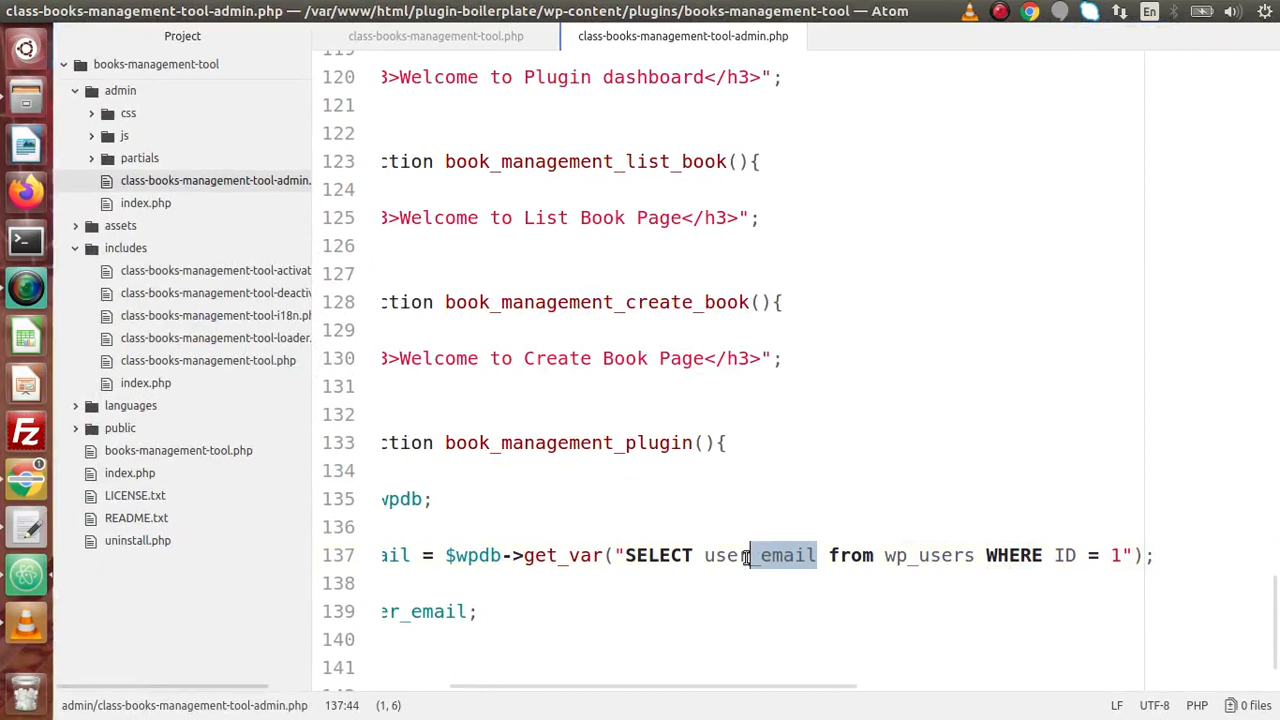 class-books-management-tool-admin.php — /var/www/html/plugin-boilerplate/wp-content/plugins/books-management-tool — Atom
En
Project
class-books-management-tool.php
class-books-management-tool-admin.php
books-management-tool
admin
css
js
partials
class-books-management-tool-admin.
index.php
assets
includes
class-books-management-tool-activat
class-books-management-tool-deactiv
class-books-management-tool-i18n.ph
class-books-management-tool-loader.
class-books-management-tool.php
index.php
languages
public
books-management-tool.php
index.php
LICENSE.txt
README.txt
uninstall.php
119
120 3>Welcome to Plugin dashboard</h3>";
121
122
123 ction book_management_list_book(){
124
125 3>Welcome to List Book Page</h3>";
126
127
128 ction book_management_create_book(){
129
130 3>Welcome to Create Book Page</h3>";
131
132
133 ction book_management_plugin(){
134
135 wpdb;
136
137 ail = $wpdb->get_var("SELECT user_email from wp_users WHERE ID = 1");
138
139 er_email;
140
141
admin/class-books-management-tool-admin.php 137:44 (1, 6)
LF UTF-8 PHP 0 files